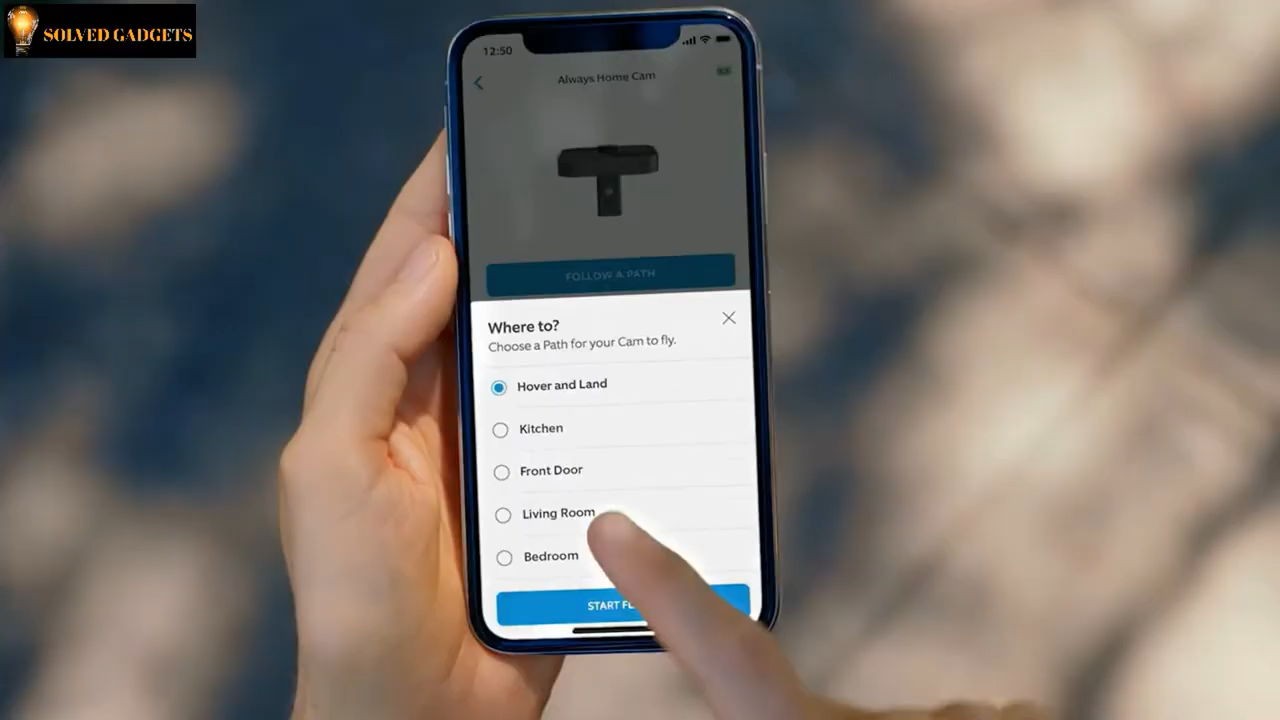 SOLVED GADGETS
12:50
Always Home Cam
FOLLOW A PATH
Where to?
Choose a Path for your Cam to fly.
Hover and Land
Kitchen
Front Door
Living Room
Bedroom
START